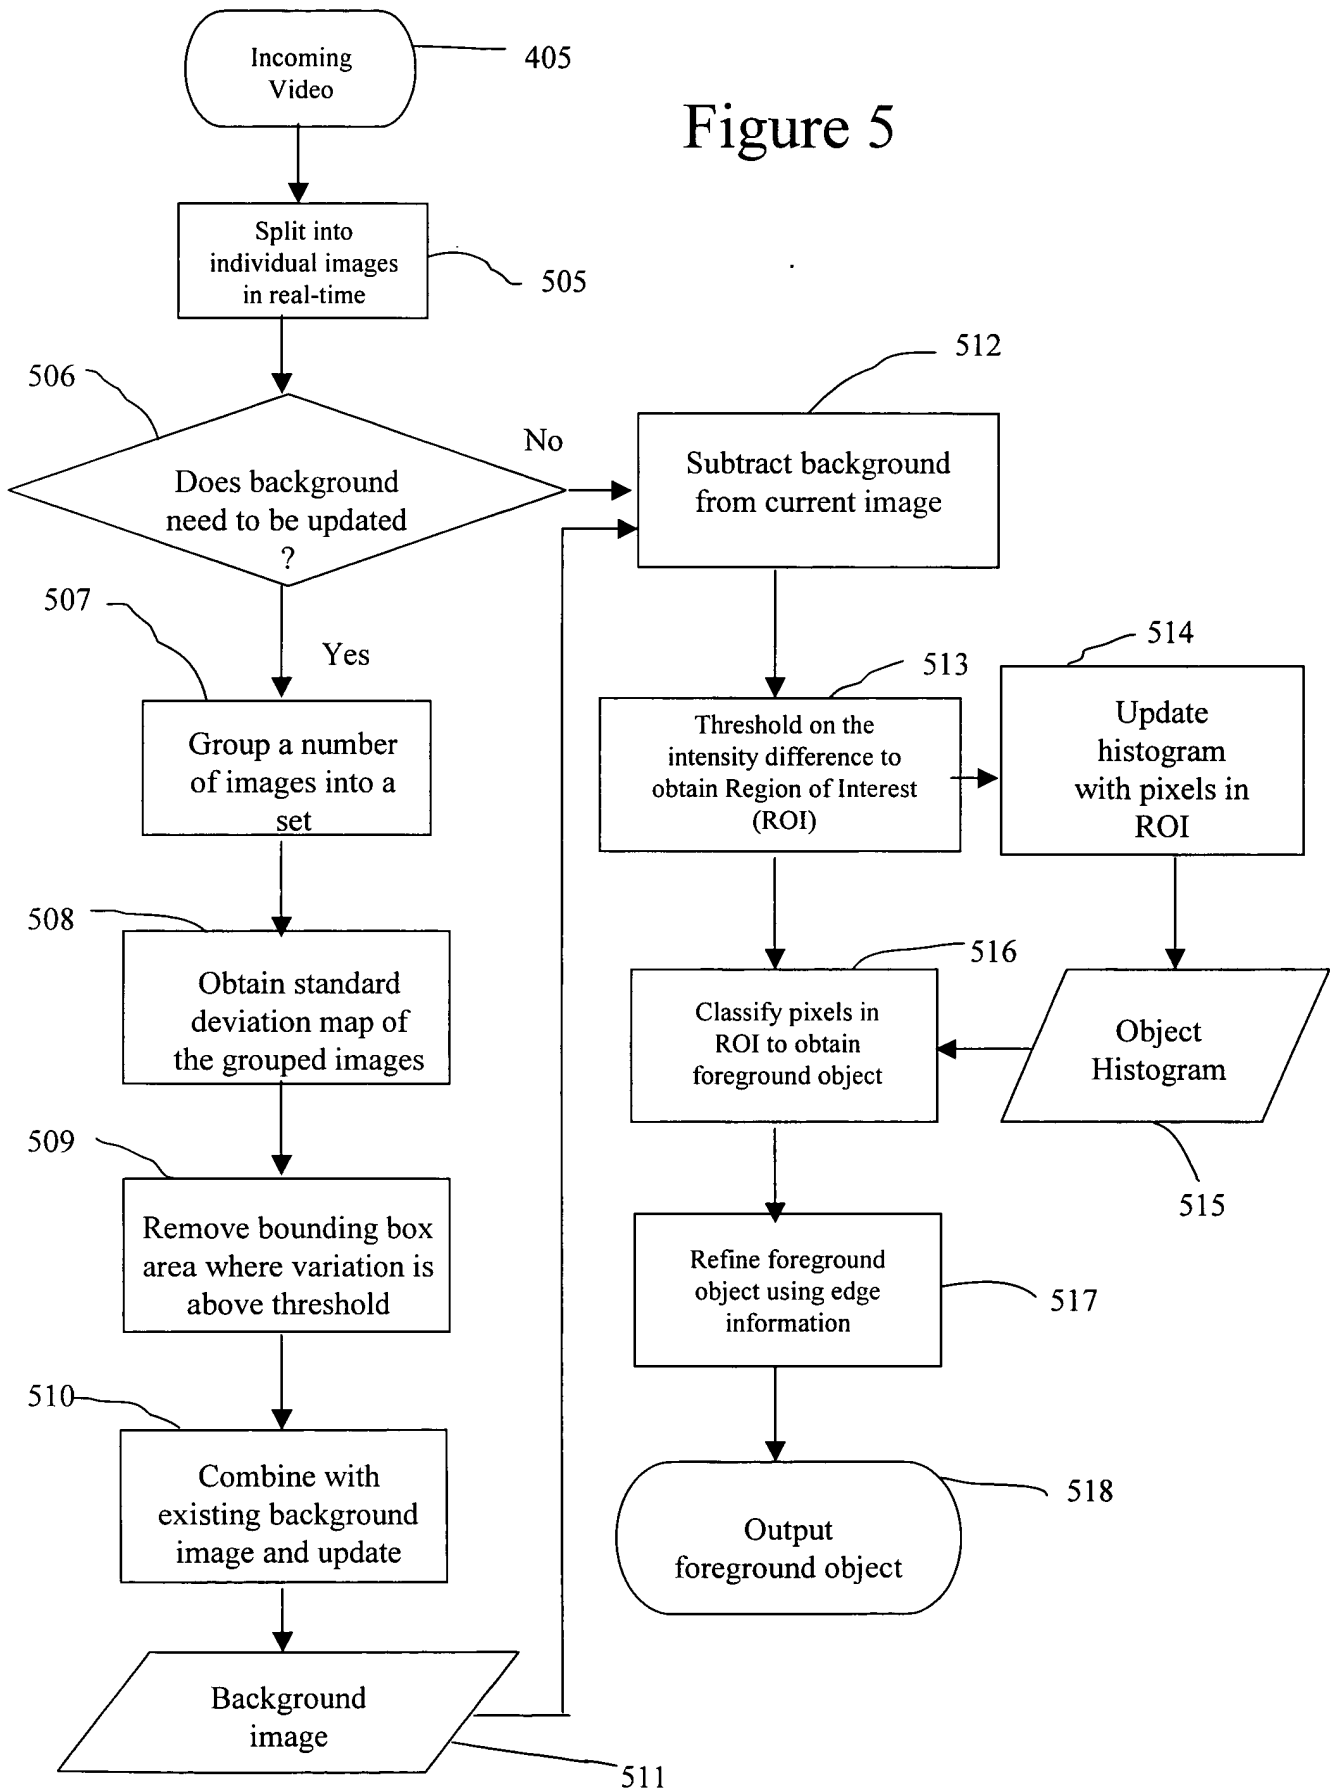 Incoming
Video
405
Figure 5
Split into
individual images
in real-time
505
506
Does background
need to be updated
?
No
Yes
507
Group a number
of images into a
set
508
Obtain standard
deviation map of
the grouped images
509
Remove bounding box
area where variation is
above threshold
510
Combine with
existing background
image and update
Background
image
511
512
Subtract background
from current image
513
Threshold on the
intensity difference to
obtain Region of Interest
(ROI)
514
Update
histogram
with pixels in
ROI
Object
Histogram
515
516
Classify pixels in
ROI to obtain
foreground object
Refine foreground
object using edge
information
517
518
Output
foreground object